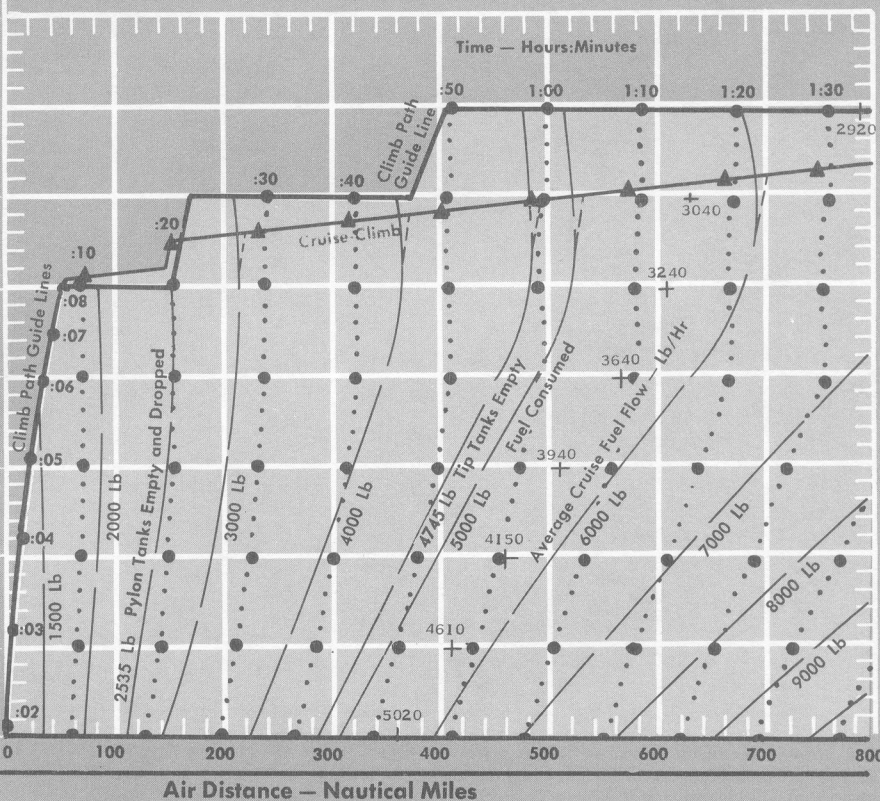 Time — Hours:Minutes
:50 1:00 1:10 1:20 1:30
2920
Climb Path
Guide Line
:30 :40
:20
3040
Cruise-Climb
:10
3240
:08
Climb Path Guide Lines
:07
3640
:06
Average Cruise Fuel Flow — Lb/Hr
:05
3940
:04
4150
:03
4610
:02
5020
1500 Lb
2000 Lb
2535 Lb Pylon Tanks Empty and Dropped
3000 Lb
4000 Lb
4745 Lb Tip Tanks Empty
5000 Lb Fuel Consumed
6000 Lb
7000 Lb
8000 Lb
9000 Lb
0 100 200 300 400 500 600 700 800
Air Distance — Nautical Miles